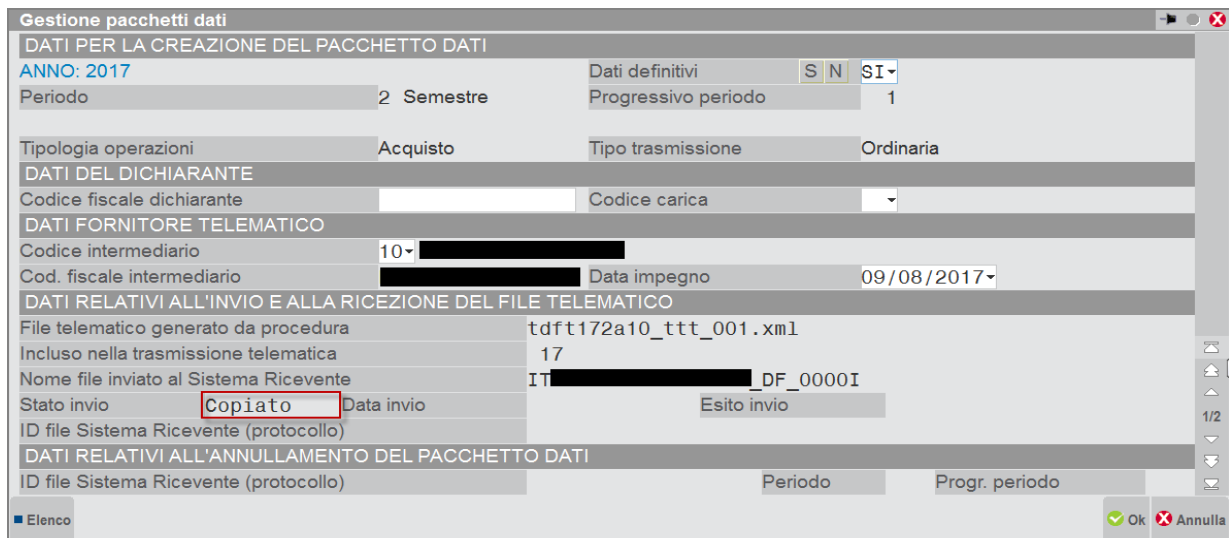 Gestione pacchetti dati
DATI PER LA CREAZIONE DEL PACCHETTO DATI
ANNO: 2017 Dati definitivi S N SI
Periodo 2 Semestre Progressivo periodo 1
Tipologia operazioni Acquisto Tipo trasmissione Ordinaria
DATI DEL DICHIARANTE
Codice fiscale dichiarante Codice carica
DATI FORNITORE TELEMATICO
Codice intermediario 10
Cod. fiscale intermediario Data impegno 09/08/2017
DATI RELATIVI ALL'INVIO E ALLA RICEZIONE DEL FILE TELEMATICO
File telematico generato da procedura tdft172a10_ttt_001.xml
Incluso nella trasmissione telematica 17
Nome file inviato al Sistema Ricevente IT _DF_0000I
Stato invio Copiato Data invio Esito invio
ID file Sistema Ricevente (protocollo)
1/2
DATI RELATIVI ALL'ANNULLAMENTO DEL PACCHETTO DATI
ID file Sistema Ricevente (protocollo) Periodo Progr. periodo
Elenco Ok Annulla